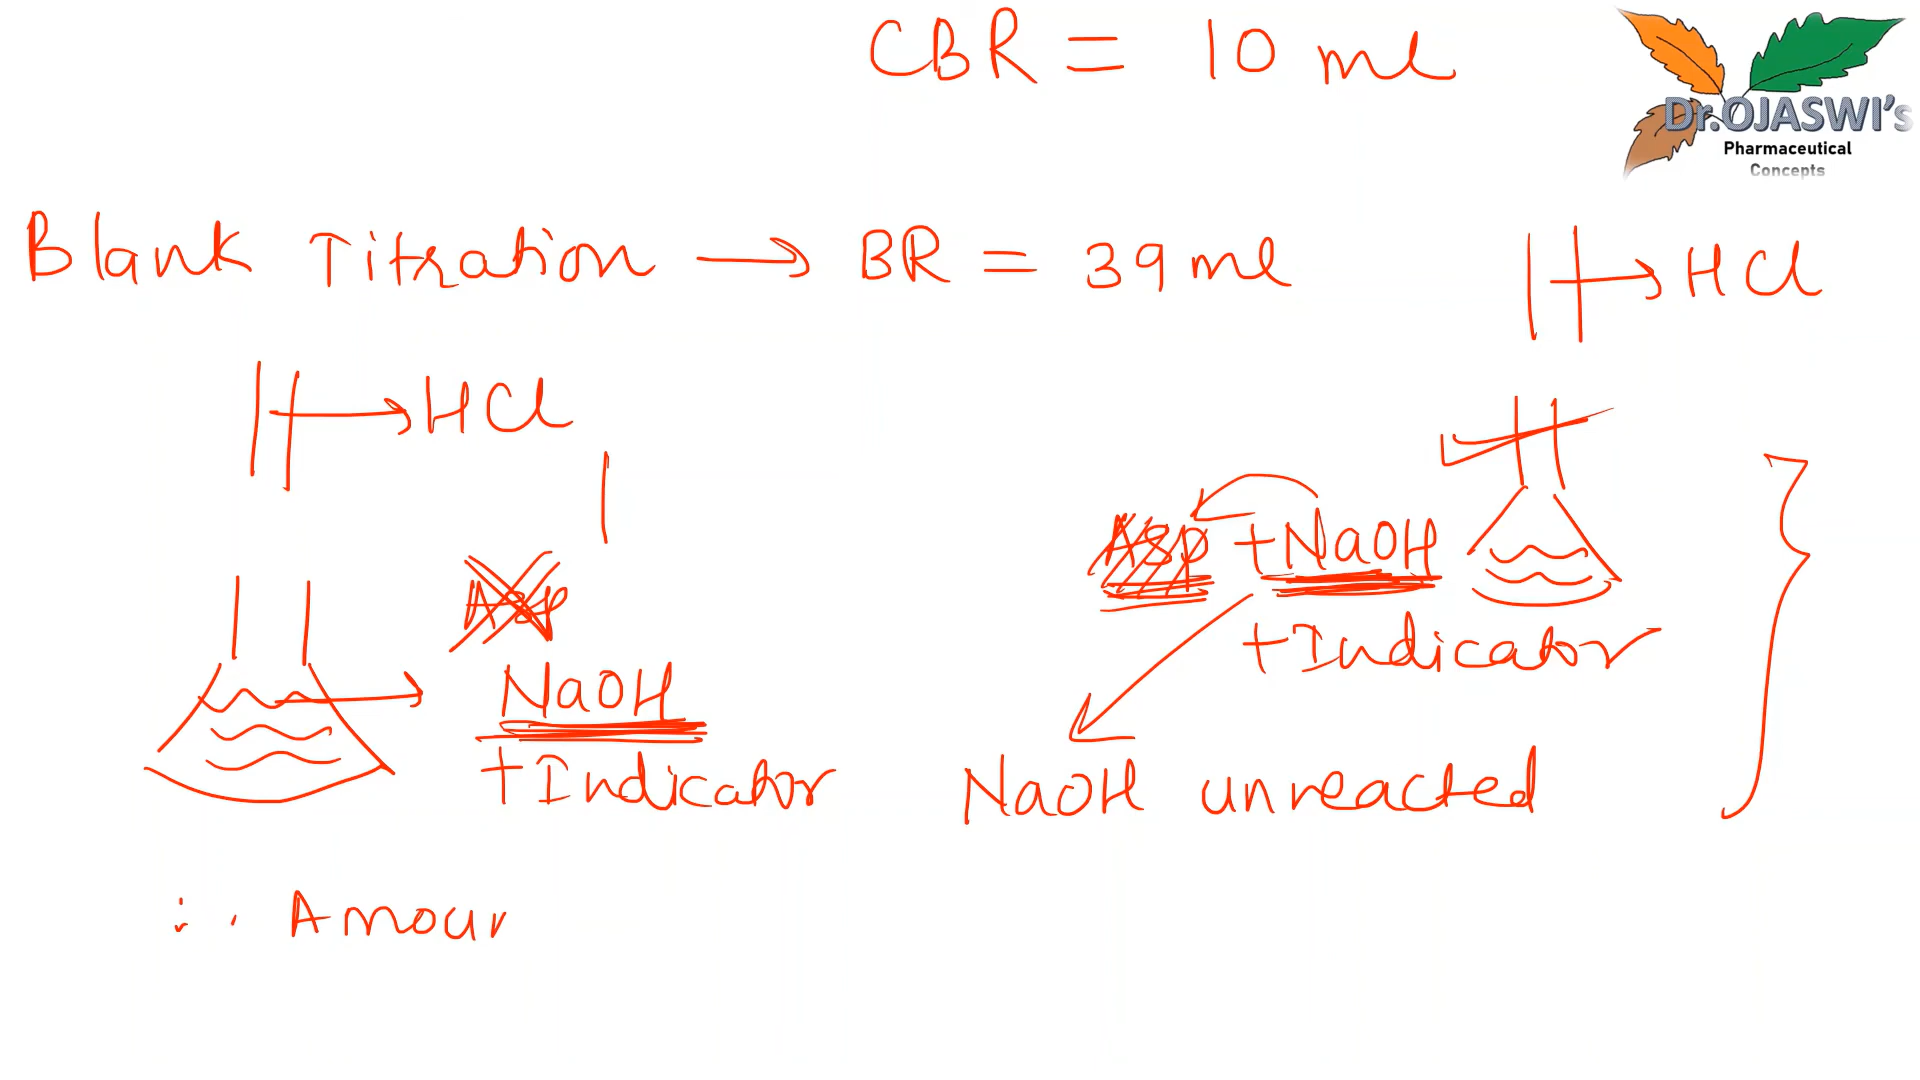 CBR = 10 ml
Dr.OJASWI's
Pharmaceutical
Concepts
Blank Titration → BR = 39 ml
→ HCl
→ HCl
Asp + NaOH
+ Indicator
Asp
NaOH
+ Indicator
NaOH unreacted
∴ Amour